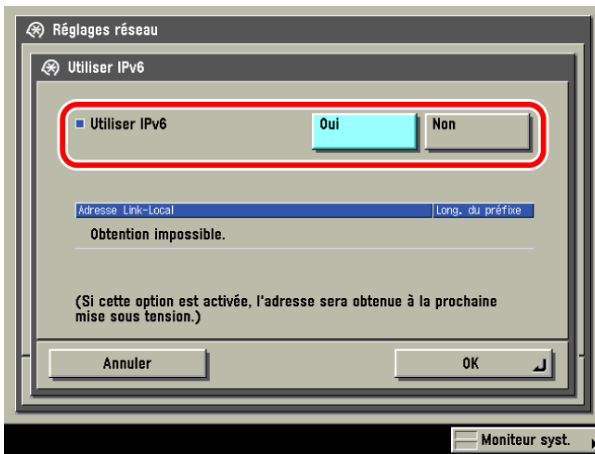 Réglages réseau
Utiliser IPv6
Utiliser IPv6 Oui Non
Adresse Link-Local Long. du préfixe
Obtention impossible.
(Si cette option est activée, l'adresse sera obtenue à la prochaine
mise sous tension.)
Annuler OK
Moniteur syst.